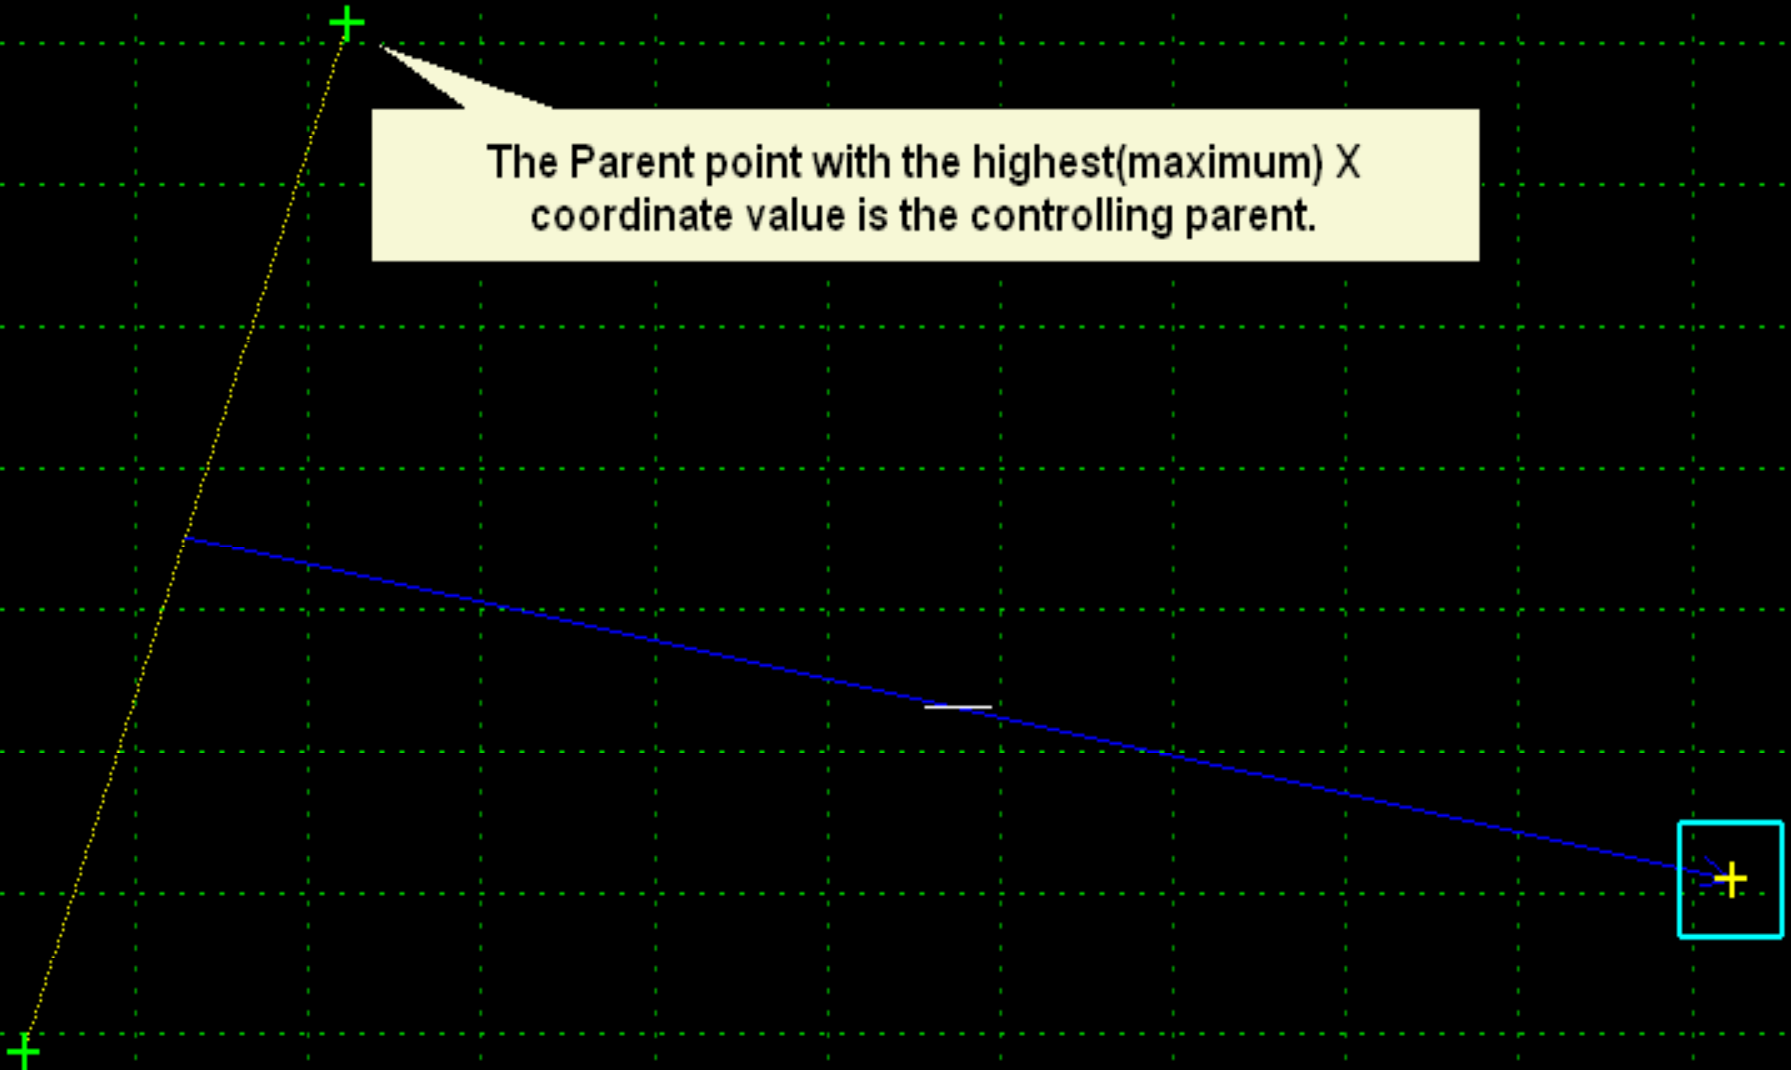 The Parent point with the highest(maximum) X
coordinate value is the controlling parent.